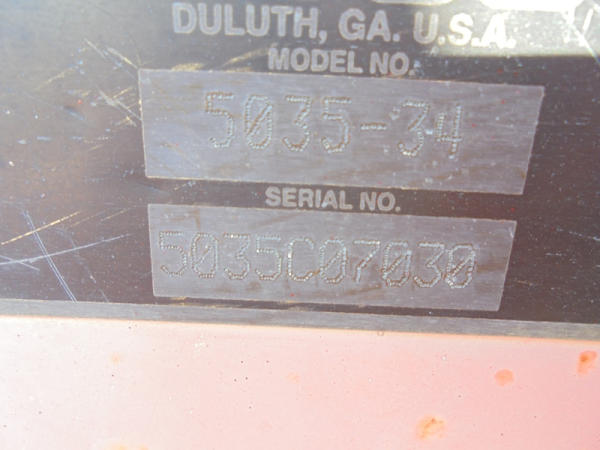 DULUTH, GA. U.S.A.
MODEL NO.
5035-34
SERIAL NO.
5035C07030